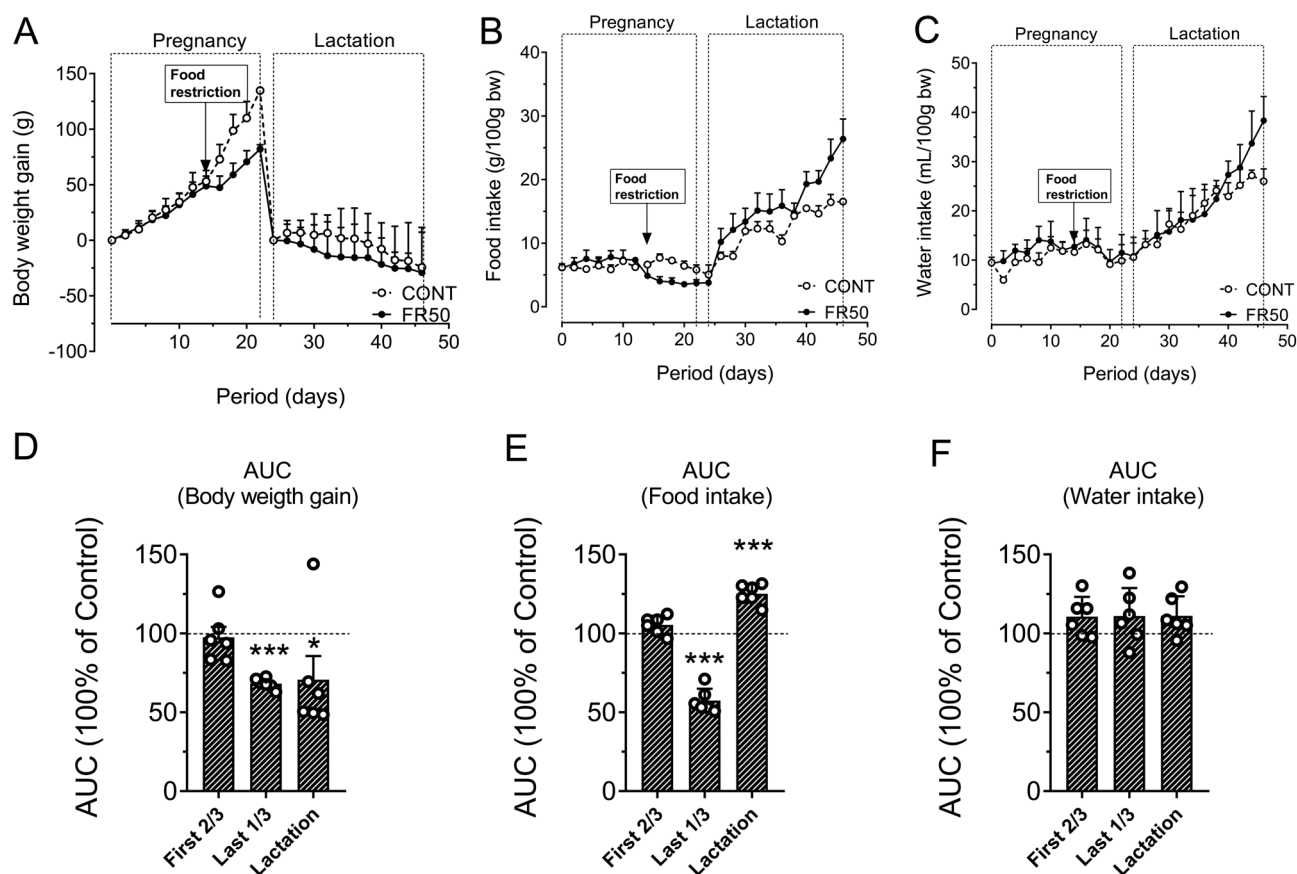 A
Pregnancy
Lactation
Food
restriction
Body weight gain (g)
150
125
100
75
50
25
0
-25
-50
-100
10
20
30
40
50
CONT
FR50
Period (days)
B
Pregnancy
Lactation
Food
restriction
Food intake (g/100g bw)
40
30
20
10
0
0
10
20
30
40
50
CONT
FR50
Period (days)
C
Pregnancy
Lactation
Food
restriction
Water intake (mL/100g bw)
50
40
30
20
10
0
0
10
20
30
40
50
CONT
FR50
Period (days)
D
AUC
(Body weigth gain)
AUC (100% of Control)
150
100
50
0
***
*
First 2/3
Last 1/3
Lactation
E
AUC
(Food intake)
AUC (100% of Control)
150
100
50
0
***
***
First 2/3
Last 1/3
Lactation
F
AUC
(Water intake)
AUC (100% of Control)
150
100
50
0
First 2/3
Last 1/3
Lactation